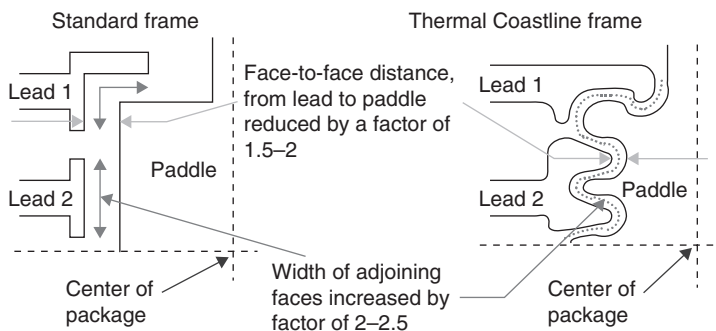 Standard frame
Thermal Coastline frame
Lead 1
Face-to-face distance,
from lead to paddle
reduced by a factor of
1.5–2
Lead 1
Paddle
Lead 2
Lead 2
Paddle
Center of
package
Width of adjoining
faces increased by
factor of 2–2.5
Center of
package